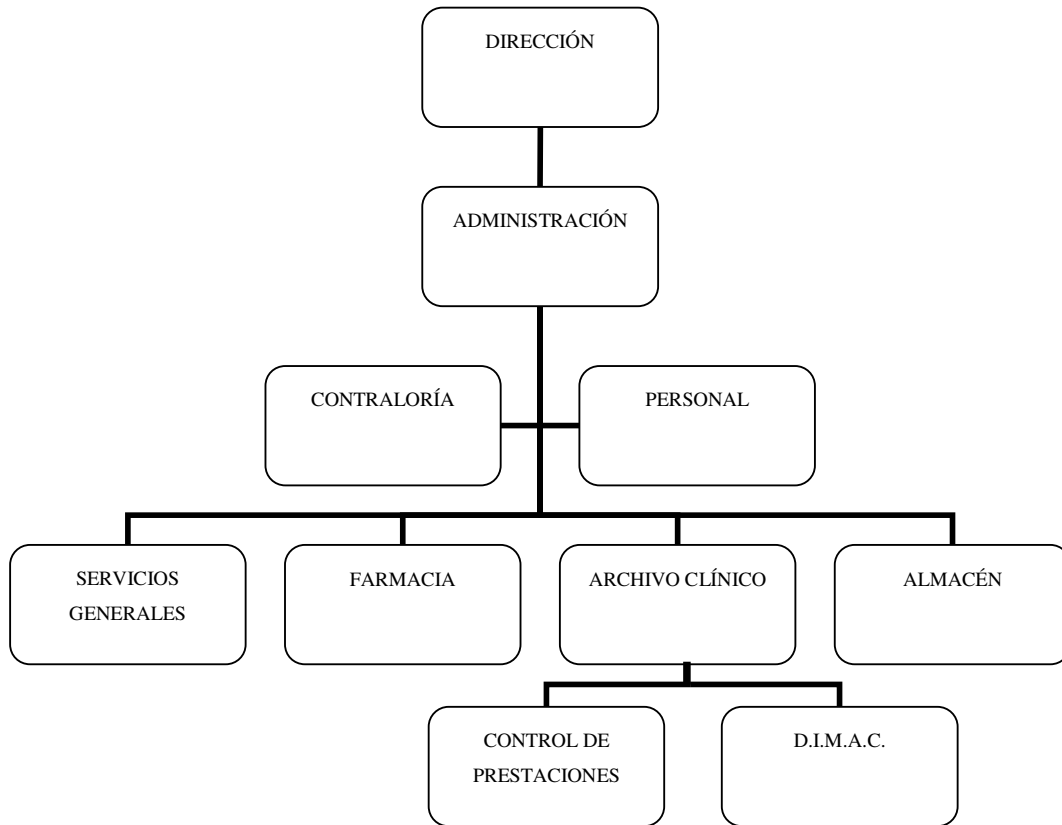 DIRECCIÓN
ADMINISTRACIÓN
CONTRALORÍA
PERSONAL
SERVICIOS
GENERALES
FARMACIA
ARCHIVO CLÍNICO
ALMACÉN
CONTROL DE
PRESTACIONES
D.I.M.A.C.